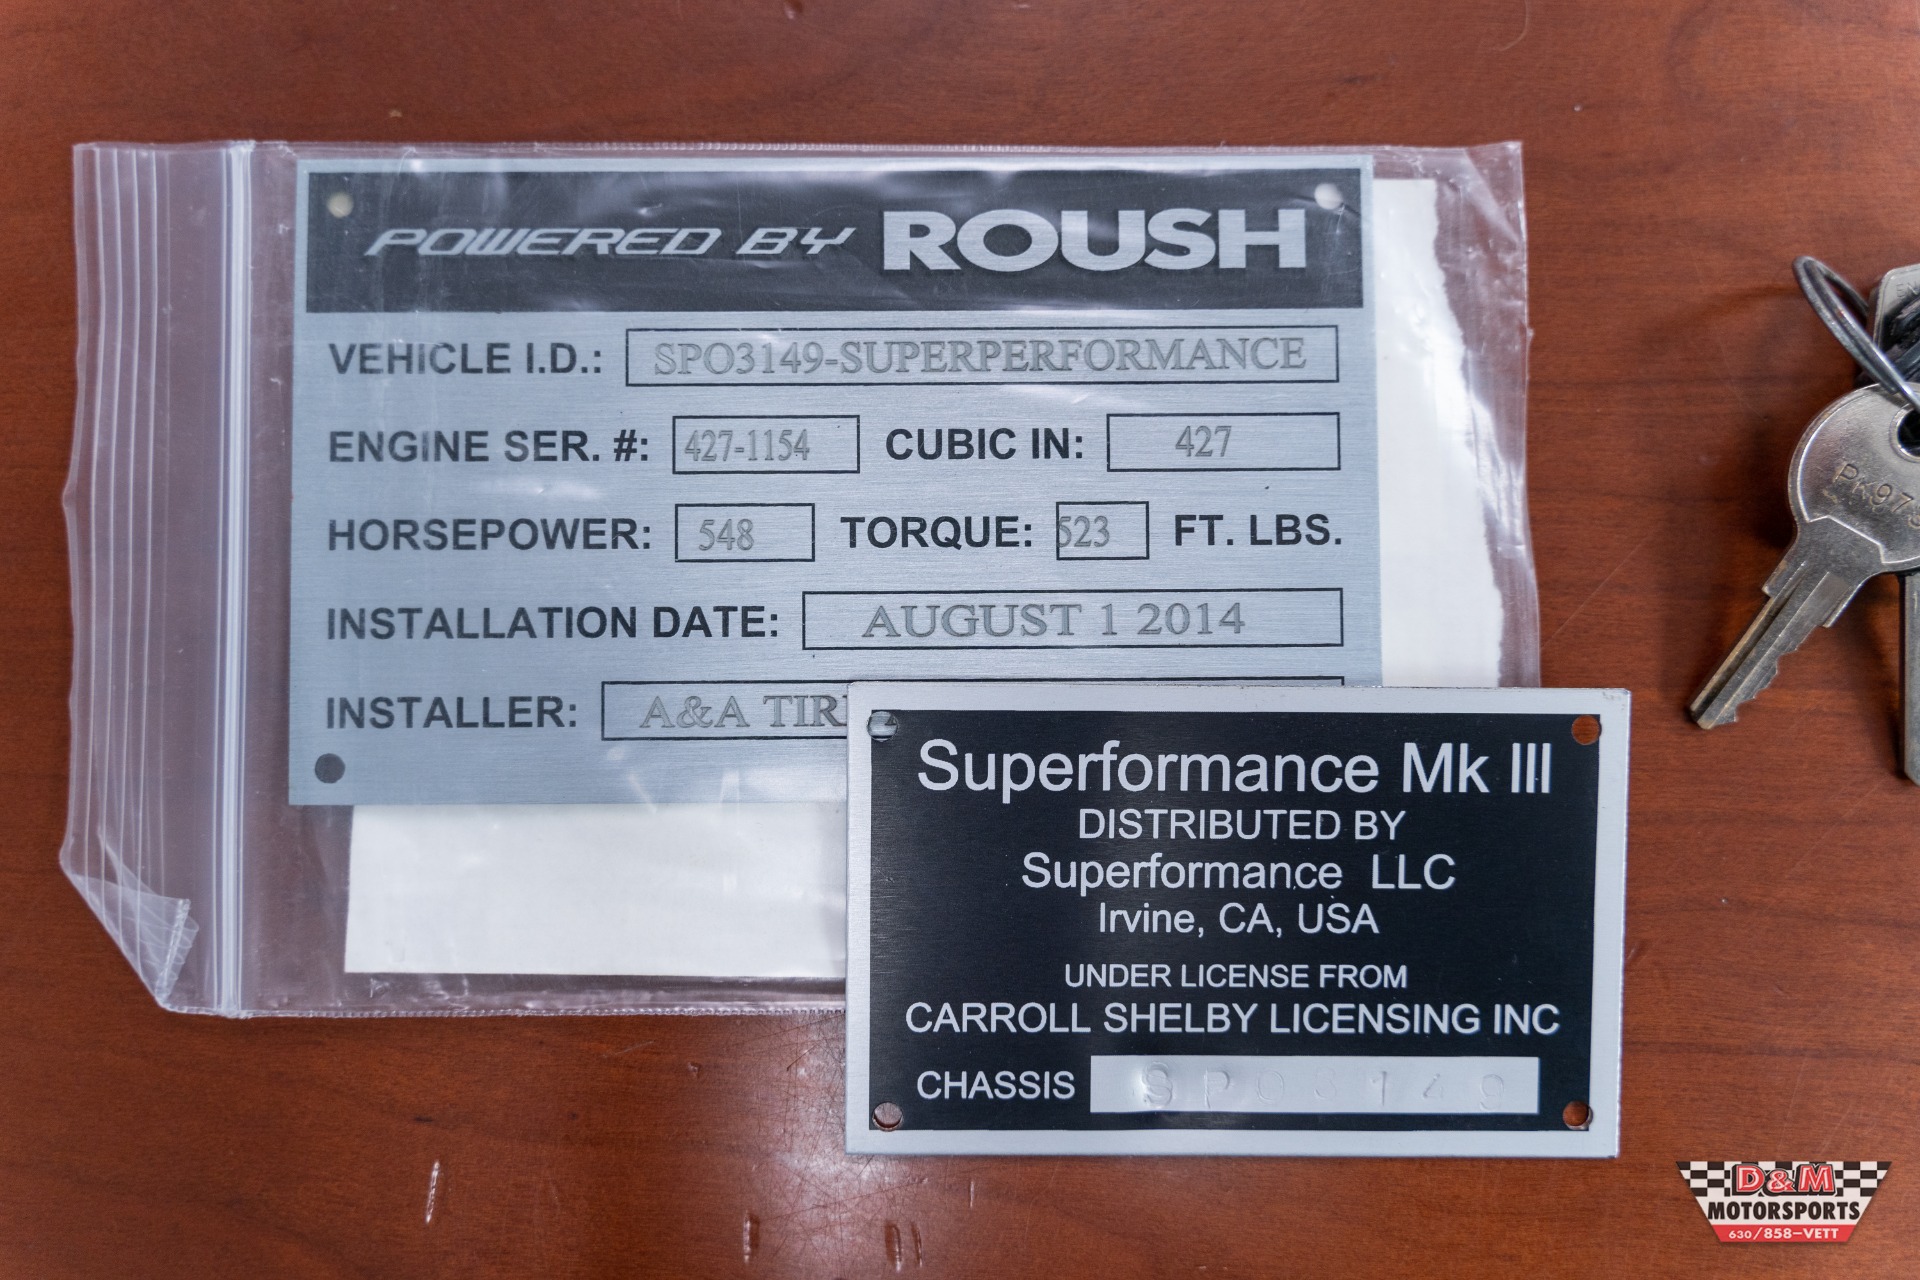 POWERED BY ROUSH
VEHICLE I.D.: SPO3149-SUPERPERFORMANCE
ENGINE SER. #: 427-1154 CUBIC IN: 427
HORSEPOWER: 548 TORQUE: 523 FT. LBS.
INSTALLATION DATE: AUGUST 1 2014
INSTALLER: A&A TIR
Superformance Mk III
DISTRIBUTED BY
Superformance LLC
Irvine, CA, USA
UNDER LICENSE FROM
CARROLL SHELBY LICENSING INC
CHASSIS SPO3149
D&M
MOTORSPORTS
630/858-VETT